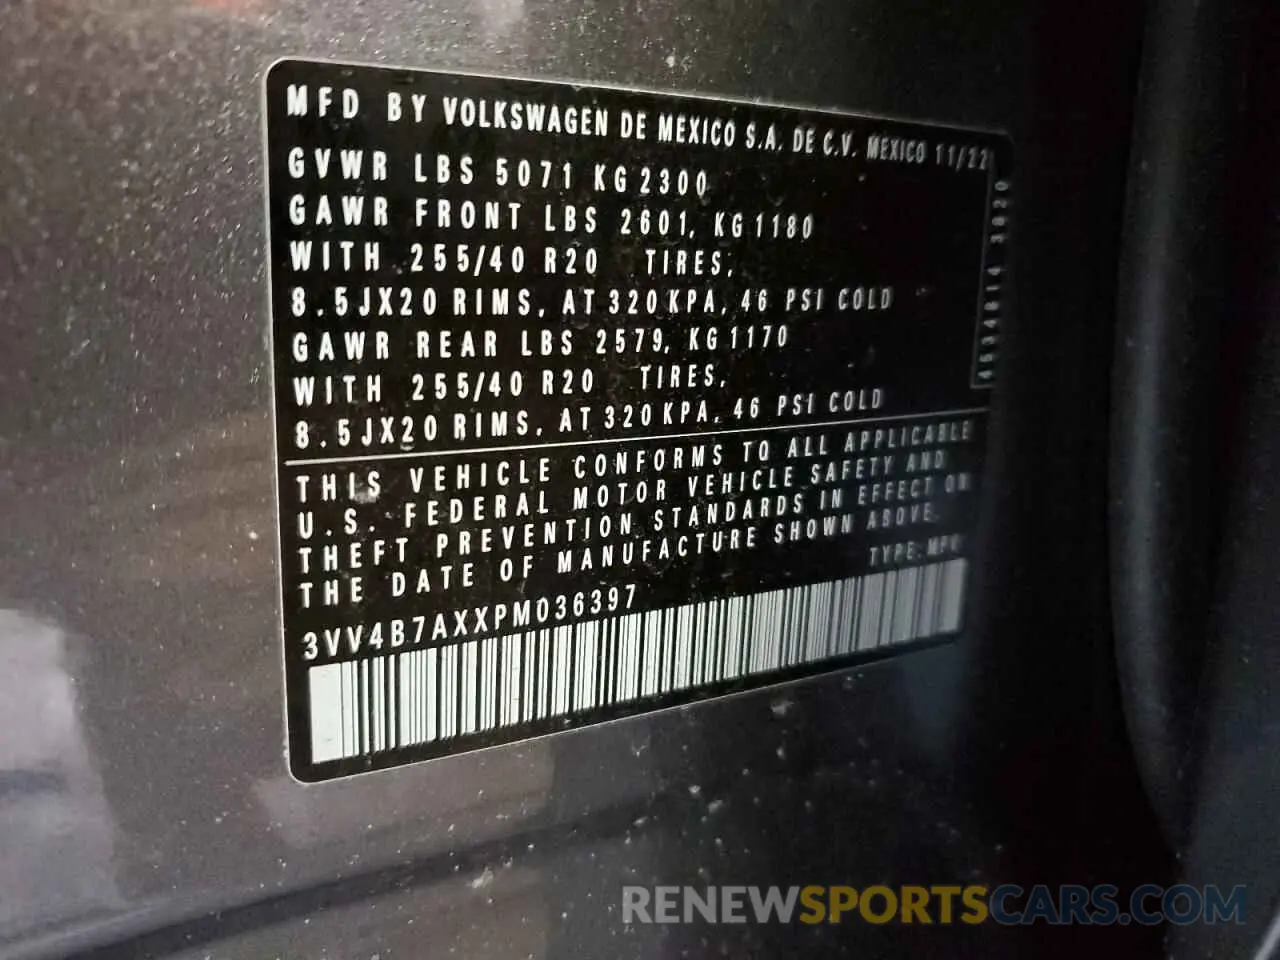 MFD BY VOLKSWAGEN DE MEXICO S.A. DE C.V. MEXICO 11/22
GVWR LBS 5071 KG 2300
GAWR FRONT LBS 2601, KG 1180
WITH 255/40 R20 TIRES,
8.5JX20 RIMS, AT 320 KPA, 46 PSI COLD
GAWR REAR LBS 2579, KG 1170
WITH 255/40 R20 TIRES,
8.5JX20 RIMS, AT 320 KPA, 46 PSI COLD
THIS VEHICLE CONFORMS TO ALL APPLICABLE
U.S. FEDERAL MOTOR VEHICLE SAFETY AND
THEFT PREVENTION STANDARDS IN EFFECT ON
THE DATE OF MANUFACTURE SHOWN ABOVE.
TYPE: MPV
3VV4B7AXXPM036397
RENEWSPORTSCARS.COM